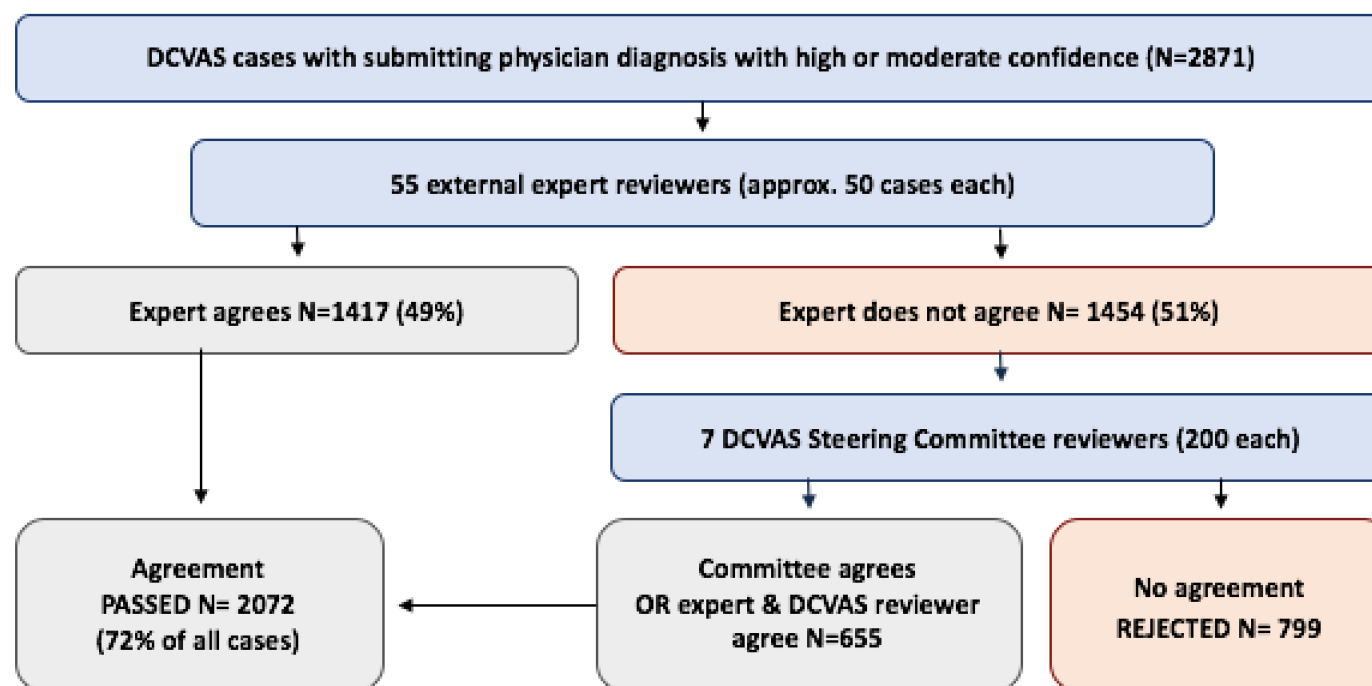 DCVAS cases with submitting physician diagnosis with high or moderate confidence (N=2871)
55 external expert reviewers (approx. 50 cases each)
Expert agrees N=1417 (49%)
Expert does not agree N= 1454 (51%)
7 DCVAS Steering Committee reviewers (200 each)
Agreement
PASSED N= 2072
(72% of all cases)
Committee agrees
OR expert & DCVAS reviewer
agree N=655
No agreement
REJECTED N= 799